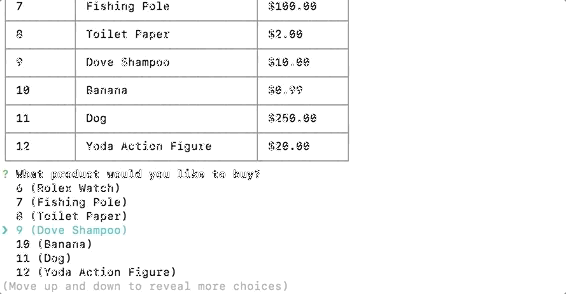 7 Fishing Pole $100.00
8 Toilet Paper $2.00
9 Dove Shampoo $10.00
10 Banana $0.99
11 Dog $250.00
12 Yoda Action Figure $20.00
? What product would you like to buy?
6 (Rolex Watch)
7 (Fishing Pole)
8 (Toilet Paper)
❯ 9 (Dove Shampoo)
10 (Banana)
11 (Dog)
12 (Yoda Action Figure)
(Move up and down to reveal more choices)